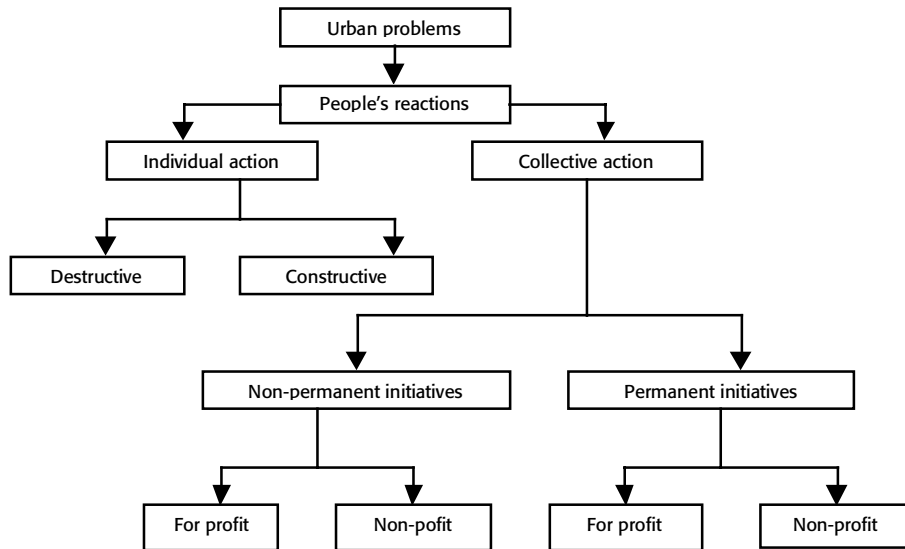 Urban problems
People's reactions
Individual action
Collective action
Destructive
Constructive
Non-permanent initiatives
Permanent initiatives
For profit
Non-pofit
For profit
Non-profit